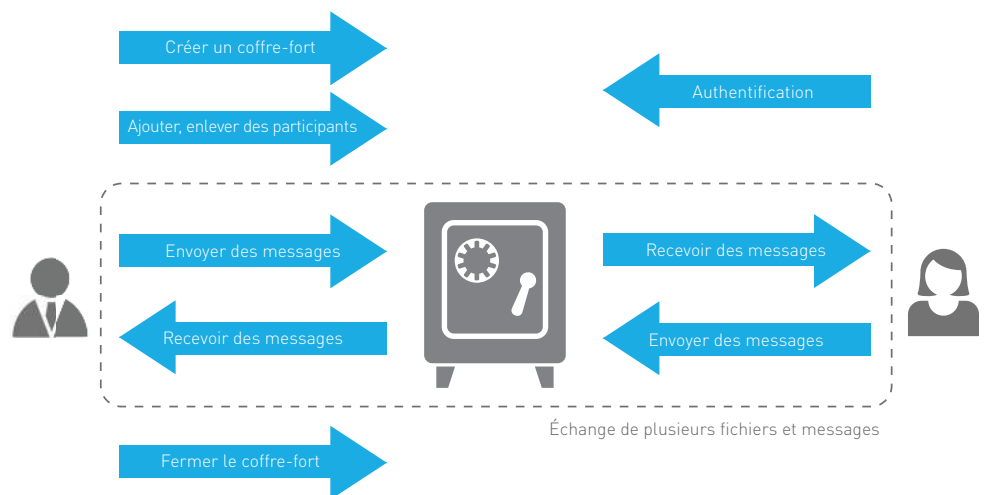 Créer un coffre-fort
Authentification
Ajouter, enlever des participants
Envoyer des messages
Recevoir des messages
Recevoir des messages
Envoyer des messages
Échange de plusieurs fichiers et messages
Fermer le coffre-fort